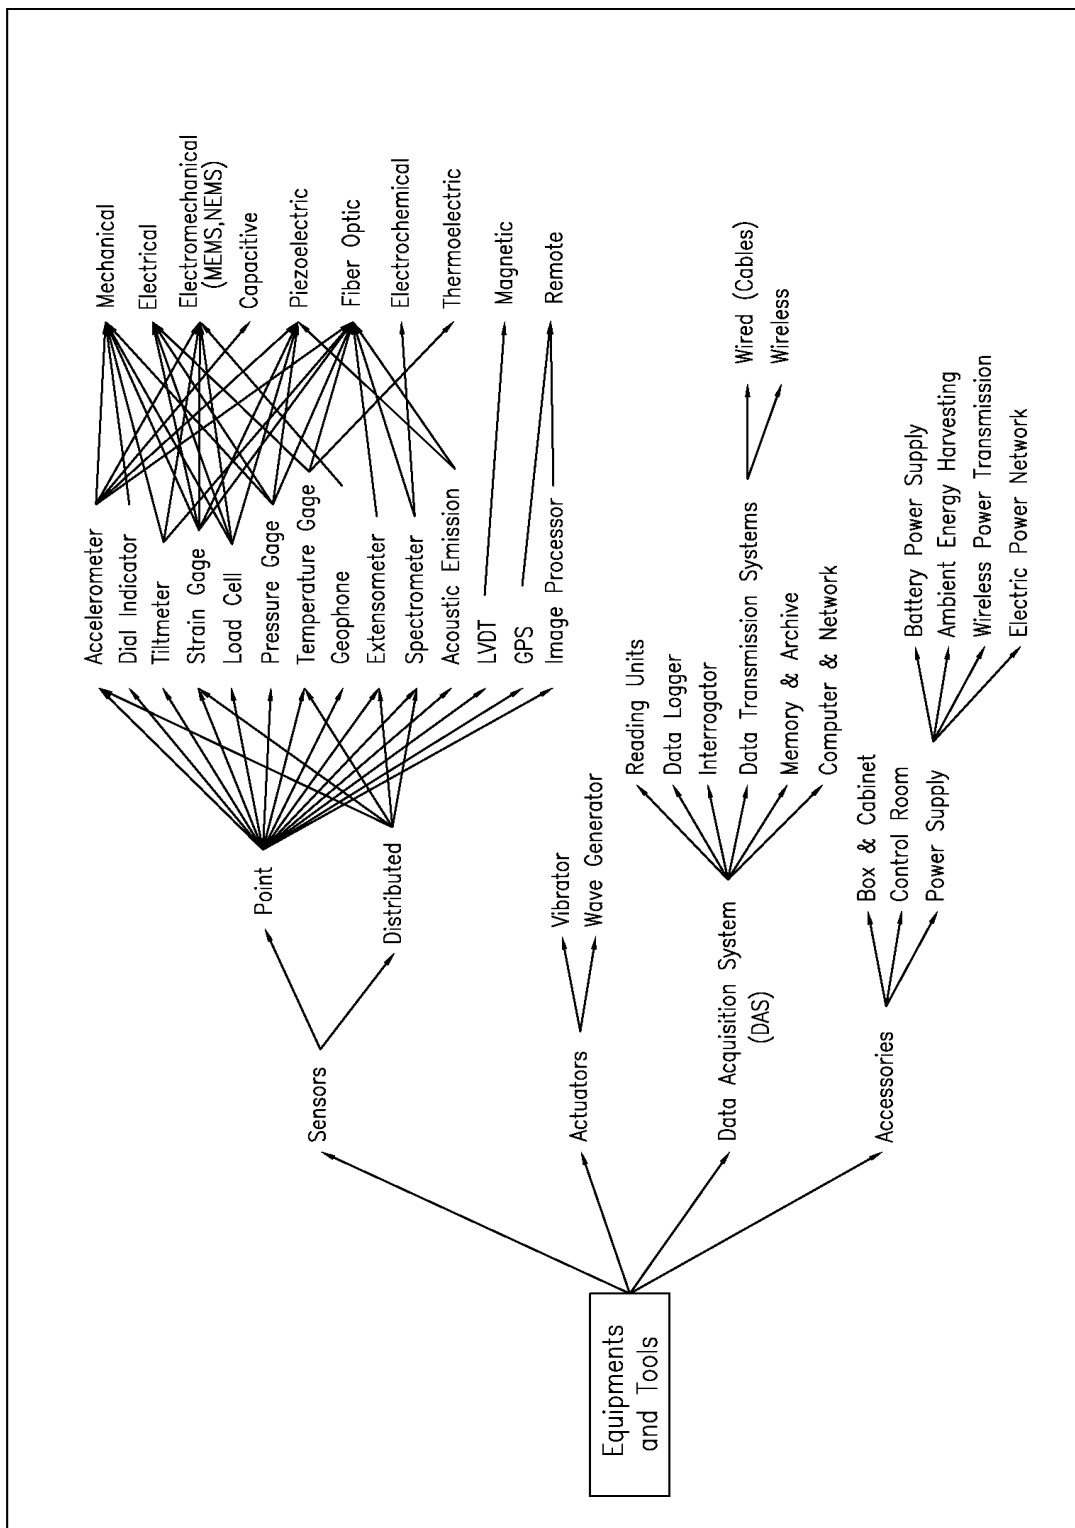 Equipments
and Tools
Sensors
Actuators
Data Acquisition System
(DAS)
Accessories
Point
Distributed
Vibrator
Wave Generator
Reading Units
Data Logger
Interrogator
Data Transmission Systems
Memory & Archive
Computer & Network
Box & Cabinet
Control Room
Power Supply
Accelerometer
Dial Indicator
Tiltmeter
Strain Gage
Load Cell
Pressure Gage
Temperature Gage
Geophone
Extensometer
Spectrometer
Acoustic Emission
LVDT
GPS
Image Processor
Wired (Cables)
Wireless
Battery Power Supply
Ambient Energy Harvesting
Wireless Power Transmission
Electric Power Network
Mechanical
Electrical
Electromechanical
(MEMS,NEMS)
Capacitive
Piezoelectric
Fiber Optic
Electrochemical
Thermoelectric
Magnetic
Remote